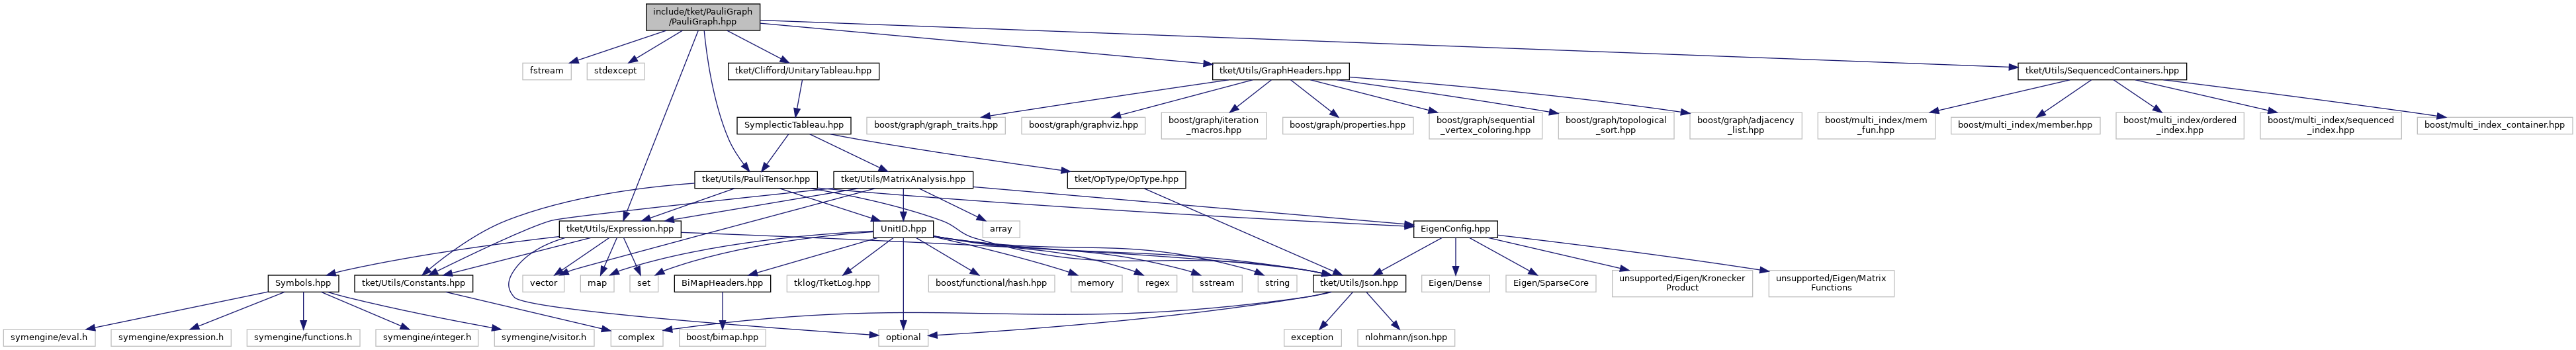 include/tket/PauliGraph
/PauliGraph.hpp
fstream
stdexcept
tket/Clifford/UnitaryTableau.hpp
tket/Utils/GraphHeaders.hpp
tket/Utils/SequencedContainers.hpp
SymplecticTableau.hpp
boost/graph/graph_traits.hpp
boost/graph/graphviz.hpp
boost/graph/iteration
_macros.hpp
boost/graph/properties.hpp
boost/graph/sequential
_vertex_coloring.hpp
boost/graph/topological
_sort.hpp
boost/graph/adjacency
_list.hpp
boost/multi_index/mem
_fun.hpp
boost/multi_index/member.hpp
boost/multi_index/ordered
_index.hpp
boost/multi_index/sequenced
_index.hpp
boost/multi_index_container.hpp
tket/Utils/PauliTensor.hpp
tket/Utils/MatrixAnalysis.hpp
tket/OpType/OpType.hpp
tket/Utils/Expression.hpp
UnitID.hpp
array
EigenConfig.hpp
Symbols.hpp
tket/Utils/Constants.hpp
vector
map
set
BiMapHeaders.hpp
tklog/TketLog.hpp
boost/functional/hash.hpp
memory
regex
sstream
string
tket/Utils/Json.hpp
Eigen/Dense
Eigen/SparseCore
unsupported/Eigen/Kronecker
Product
unsupported/Eigen/Matrix
Functions
symengine/eval.h
symengine/expression.h
symengine/functions.h
symengine/integer.h
symengine/visitor.h
complex
boost/bimap.hpp
optional
exception
nlohmann/json.hpp